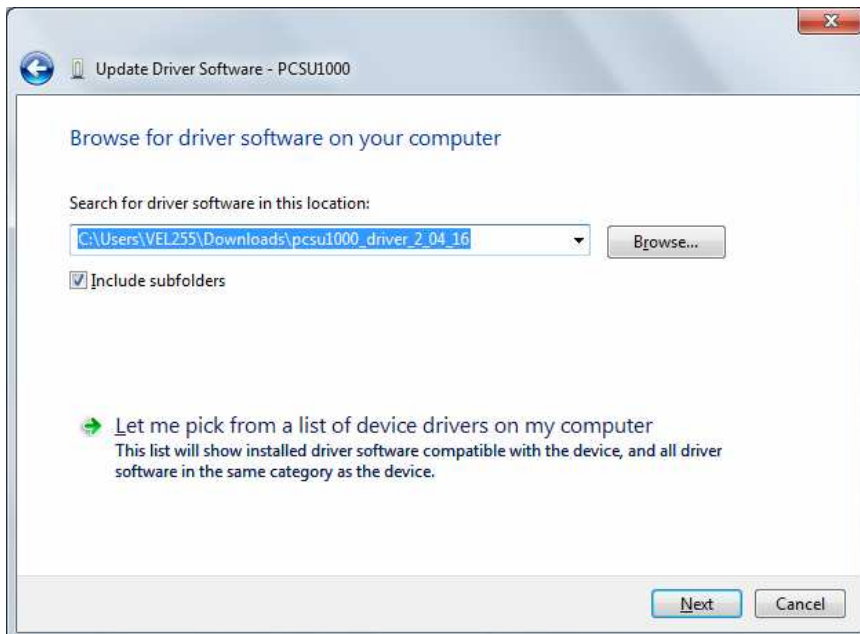 Update Driver Software - PCSU1000
Browse for driver software on your computer
Search for driver software in this location:
C:\Users\VEL255\Downloads\pcsu1000_driver_2_04_16
Browse...
Include subfolders
Let me pick from a list of device drivers on my computer
This list will show installed driver software compatible with the device, and all driver
software in the same category as the device.
Next
Cancel